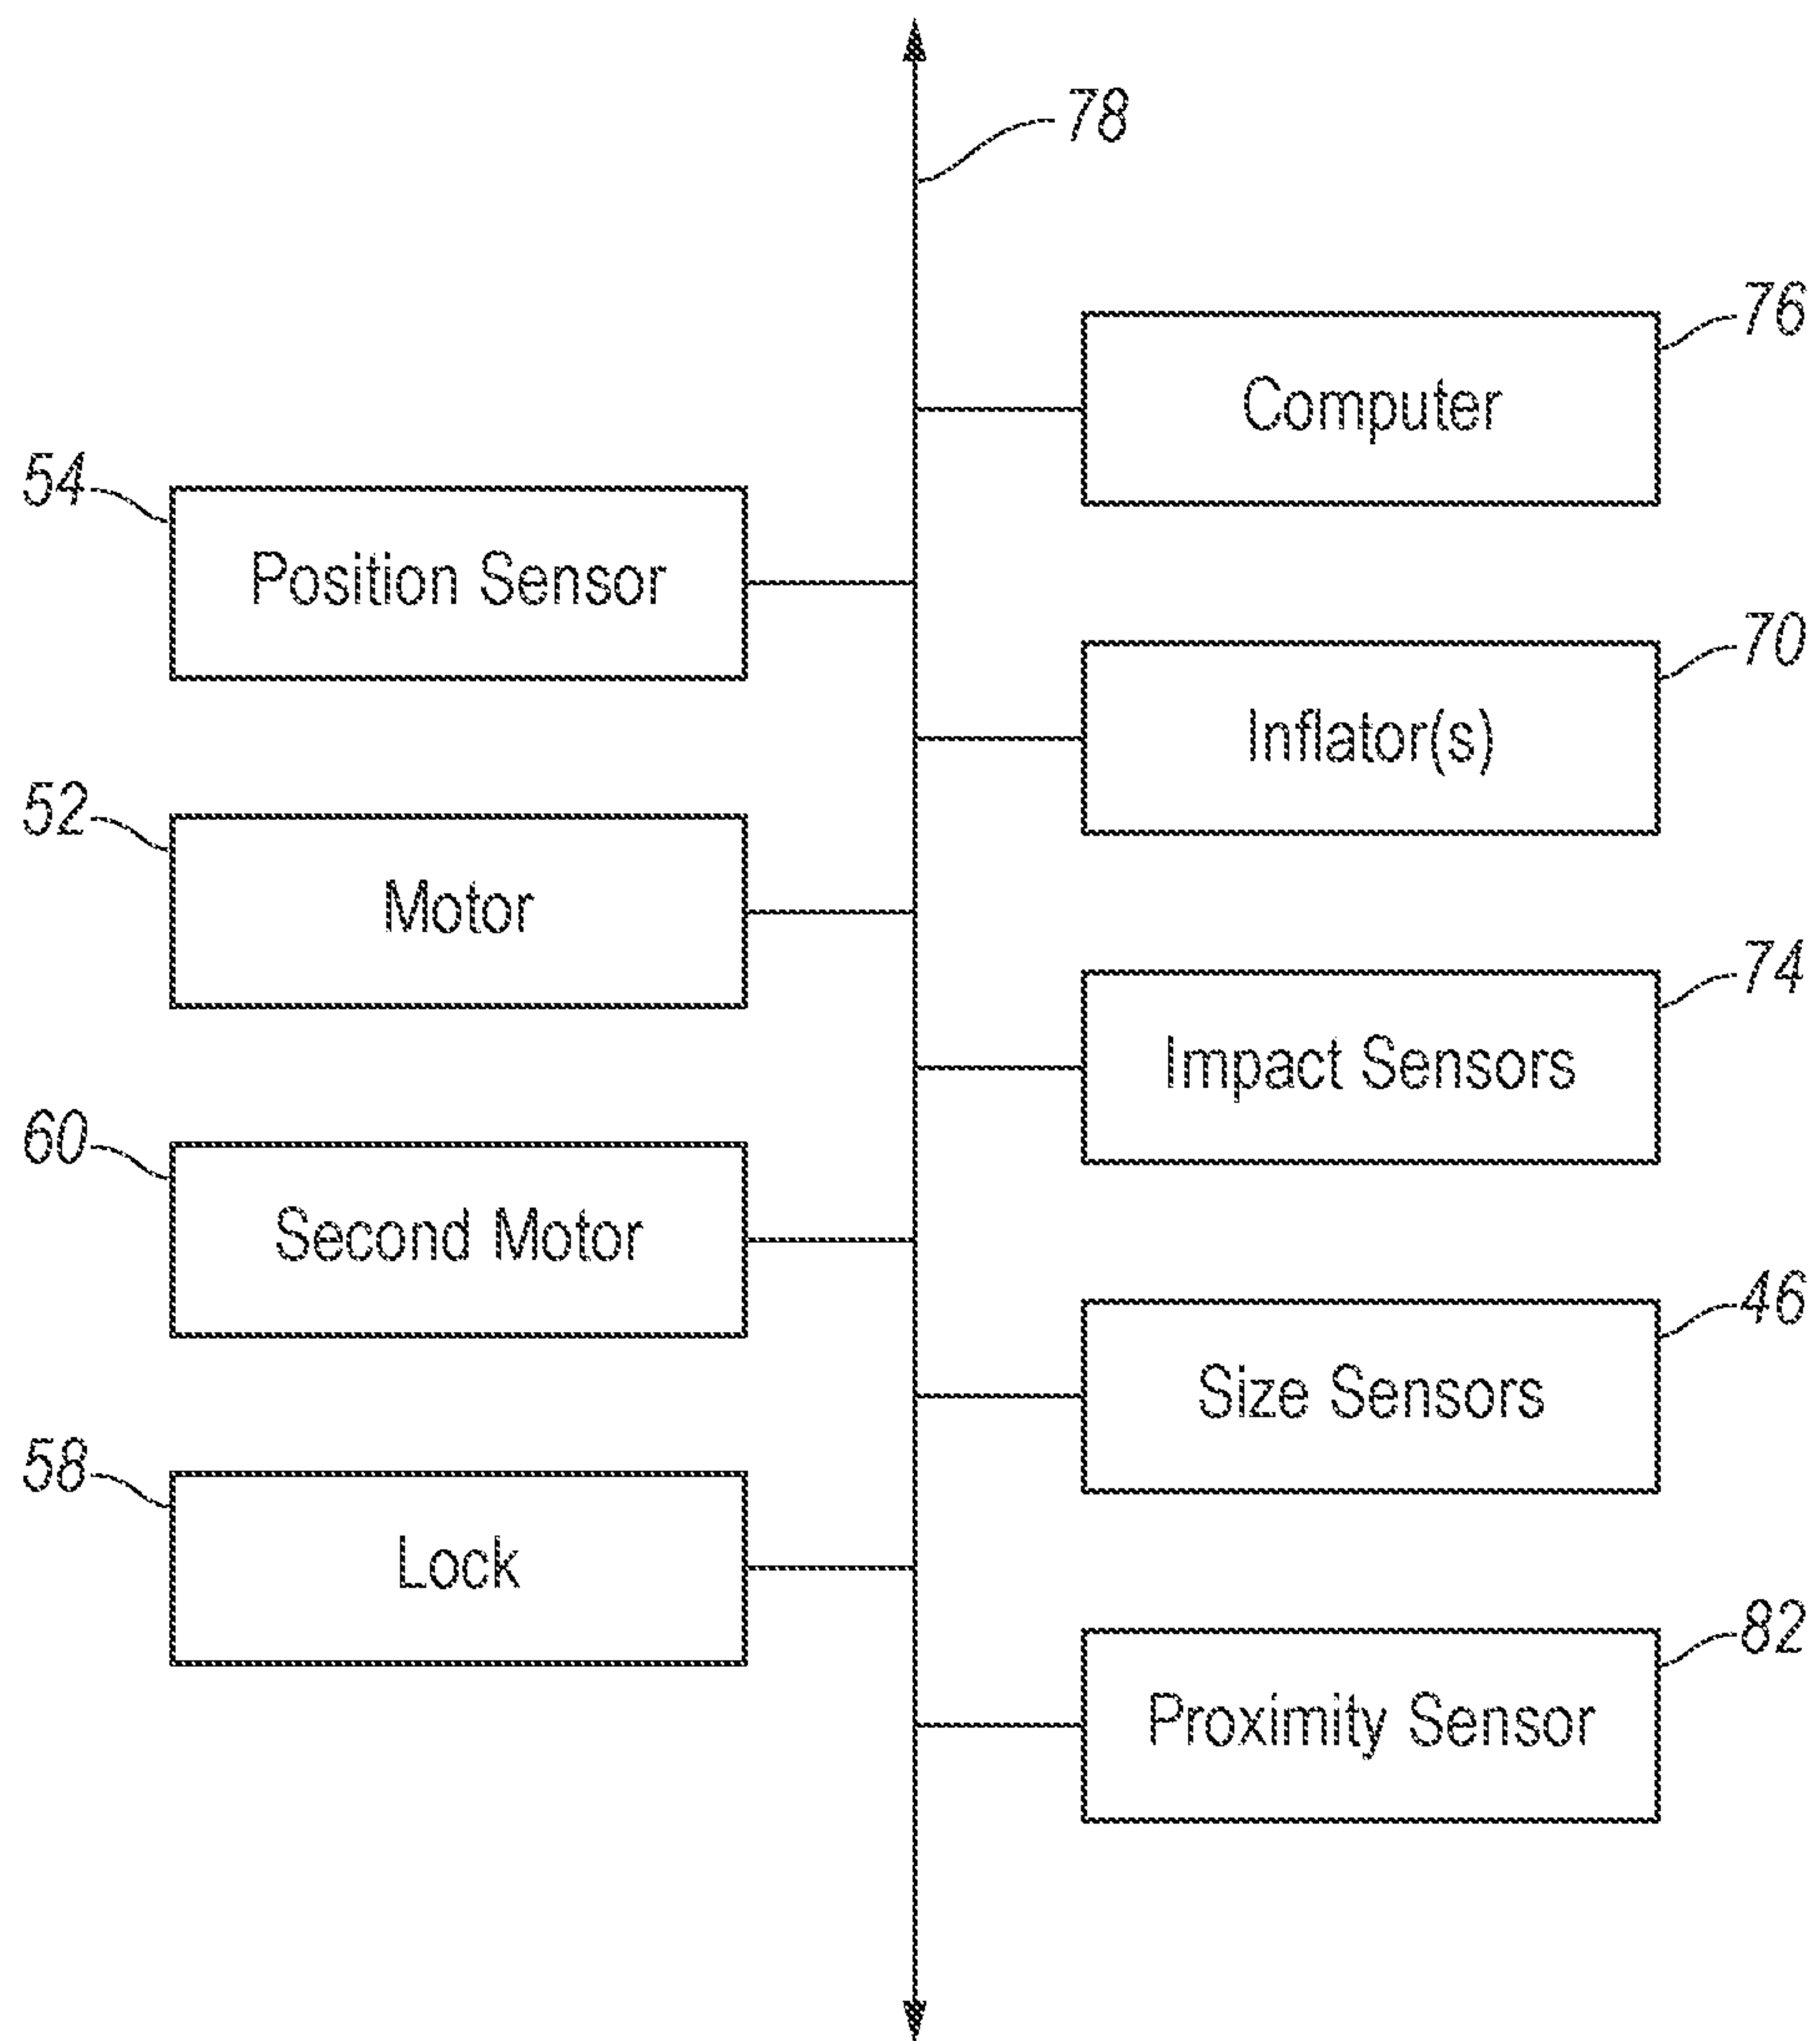 78
76
Computer
54
Position Sensor
70
Inflator(s)
52
Motor
74
Impact Sensors
60
Second Motor
46
Size Sensors
58
Lock
82
Proximity Sensor